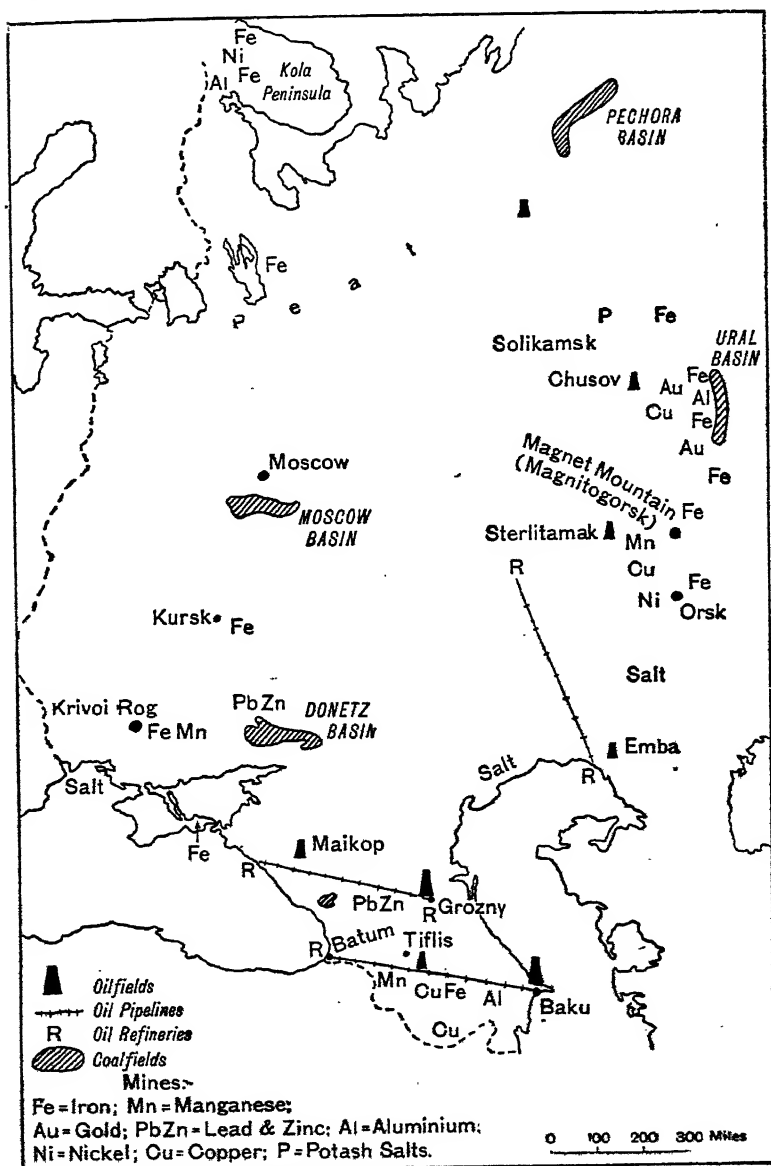 Fe
Ni
Fe
Al
Kola
Peninsula
PECHORA
BASIN
Fe
P e a t
P Fe
Solikamsk
URAL
BASIN
Chusov
Fe
Au
Al
Cu
Fe
Au
Fe
Moscow
MOSCOW
BASIN
Magnet Mountain
(Magnitogorsk)
Fe
Sterlitamak
Mn
R
Cu
Fe
Ni
Orsk
Kursk
Fe
Salt
Krivoi Rog
Fe Mn
PbZn
DONETZ
BASIN
Emba
Salt
Salt
R
Fe
Maikop
R
PbZn
R
Grozny
R
Batum
Tiflis
Mn
CuFe
Al
Baku
Cu
Oilfields
Oil Pipelines
R Oil Refineries
Coalfields
Mines:-
Fe=Iron; Mn=Manganese;
Au=Gold; PbZn=Lead & Zinc; Al=Aluminium;
Ni=Nickel; Cu=Copper; P=Potash Salts.
0 100 200 300 Miles